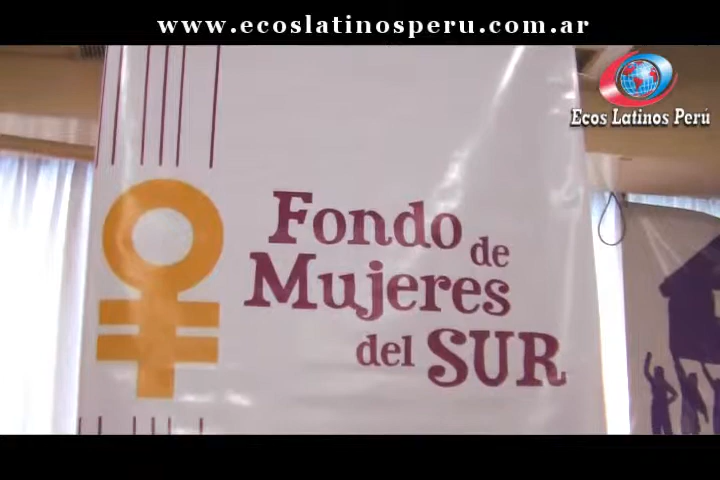 www.ecoslatinosperu.com.ar
Ecos Latinos Perú
Fondo de
Mujeres
del SUR